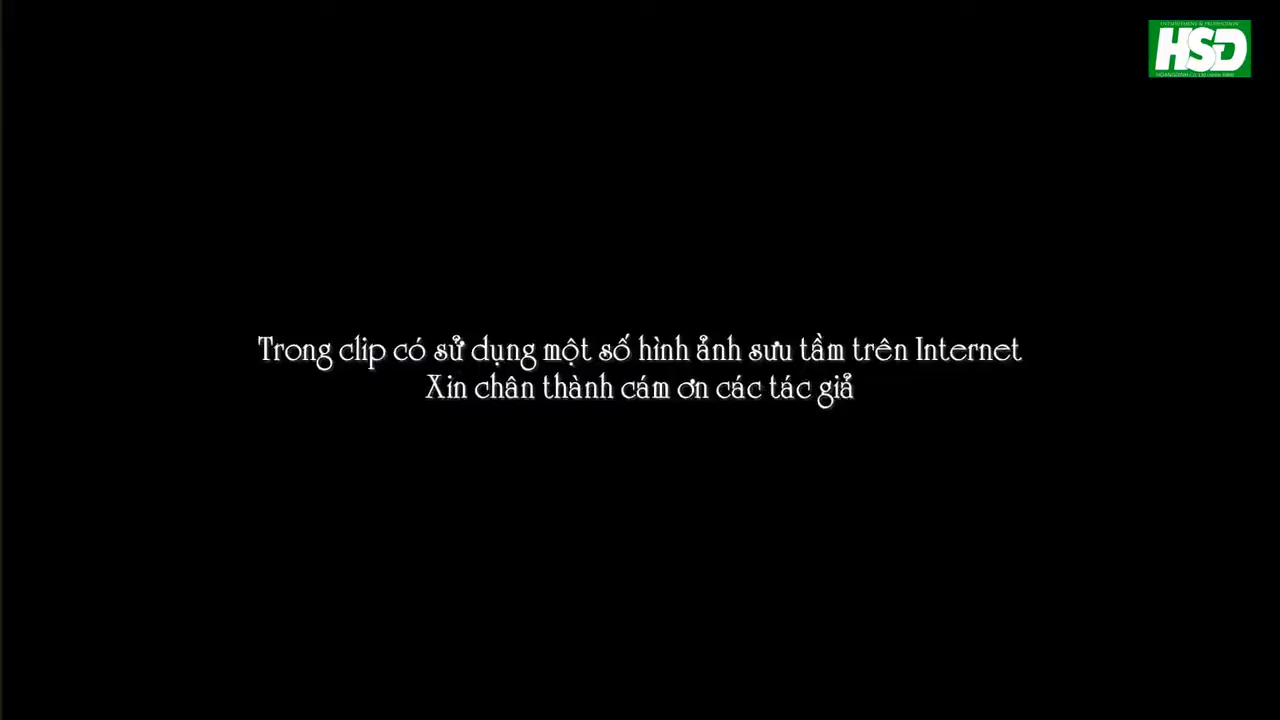 HSD
Trong clip có sử dụng một số hình ảnh sưu tầm trên Internet
Xin chân thành cám ơn các tác giả